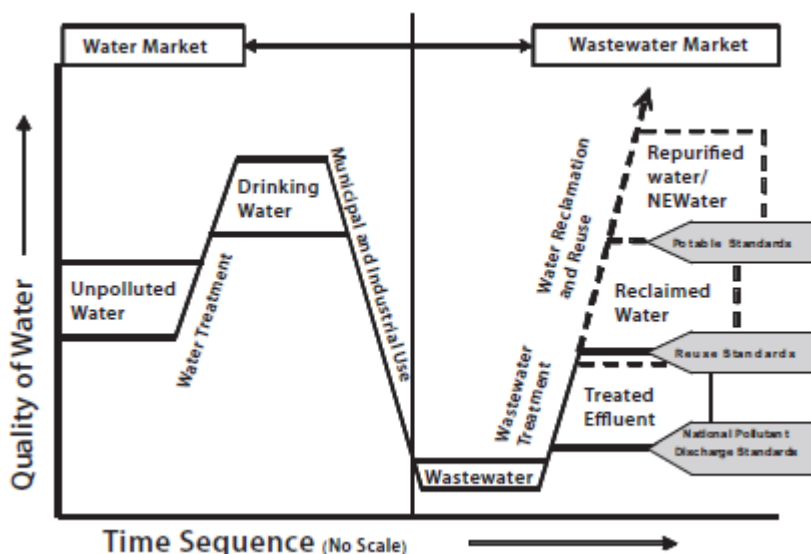 Water Market
Wastewater Market
Quality of Water
Unpolluted
Water
Water Treatment
Drinking
Water
Municipal and Industrial Use
Wastewater
Wastewater
Treatment
Water Reclamation
and Reuse
Repurified
water/
NEWater
Potable Standards
Reclaimed
Water
Reuse Standards
Treated
Effluent
National Pollutant
Discharge Standards
Time Sequence (No Scale)